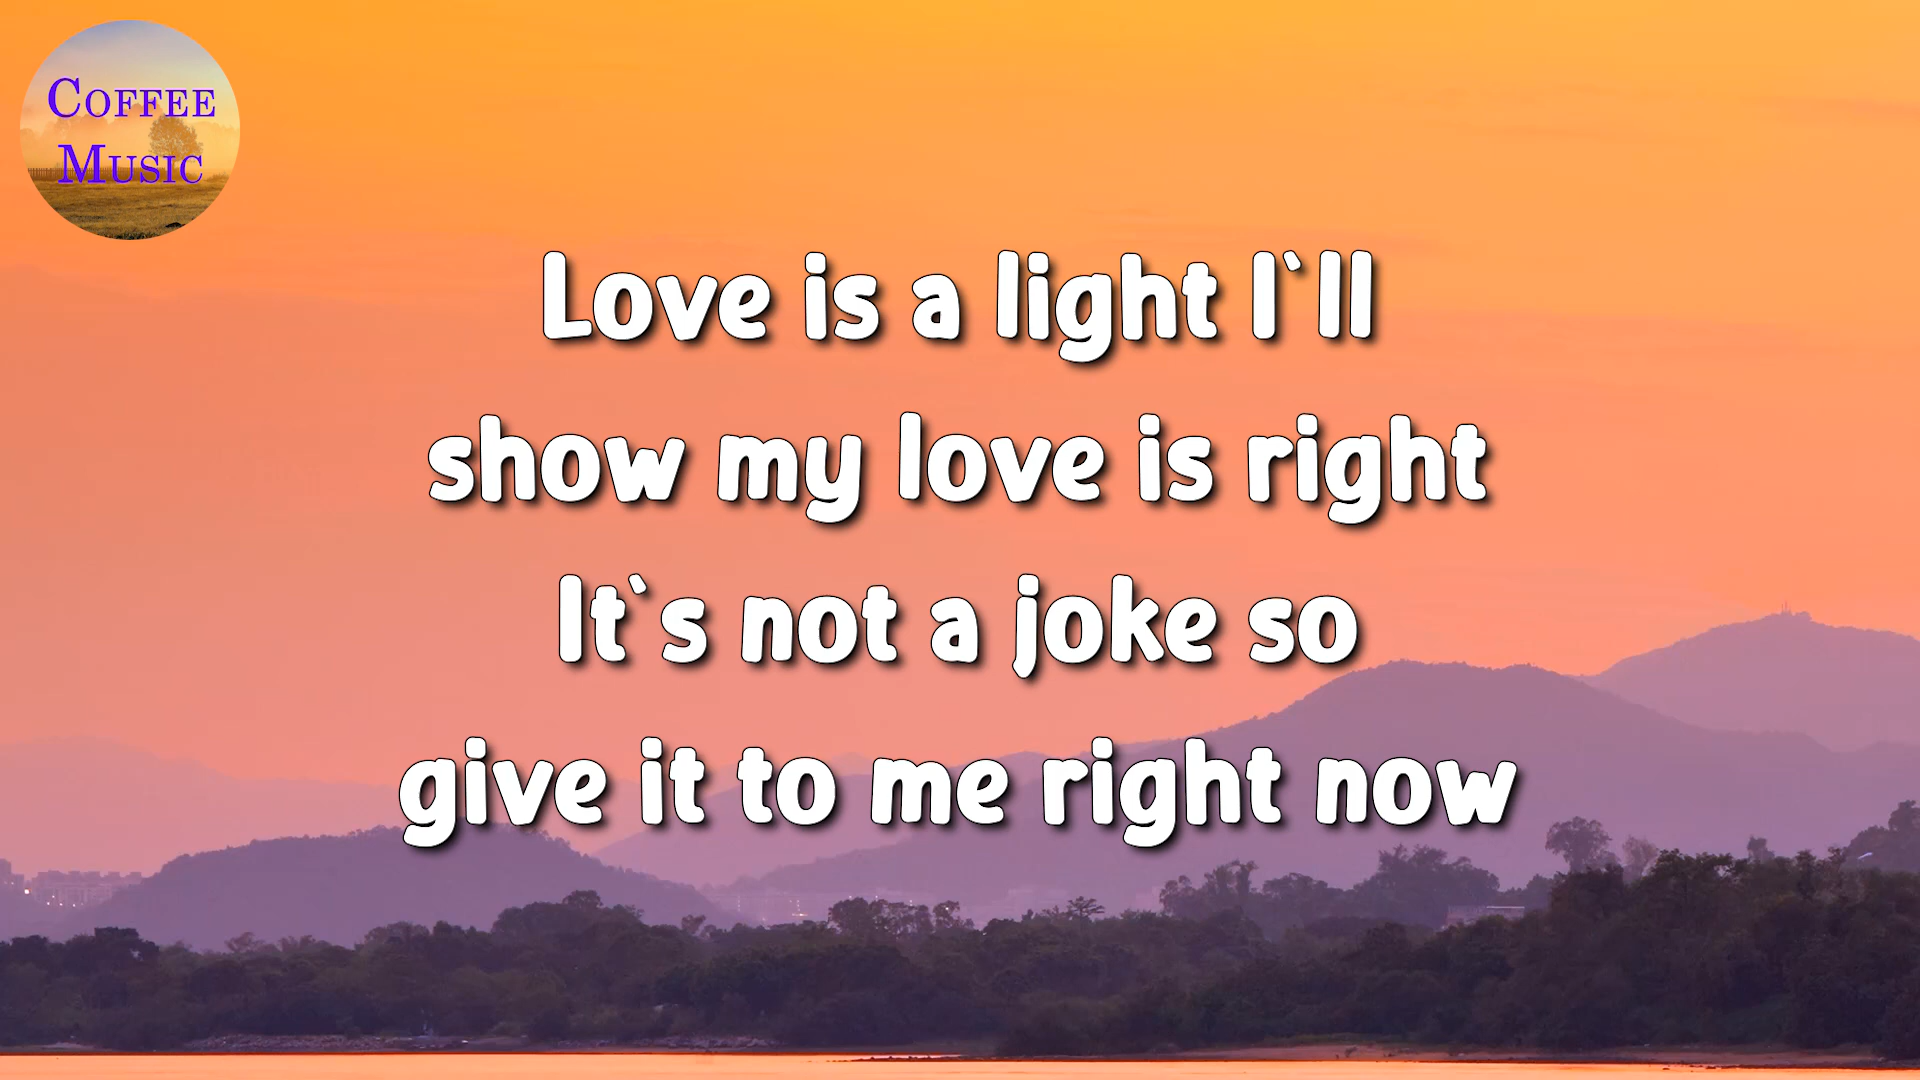 Coffee
Music
Love is a light I`ll
show my love is right
It`s not a joke so
give it to me right now